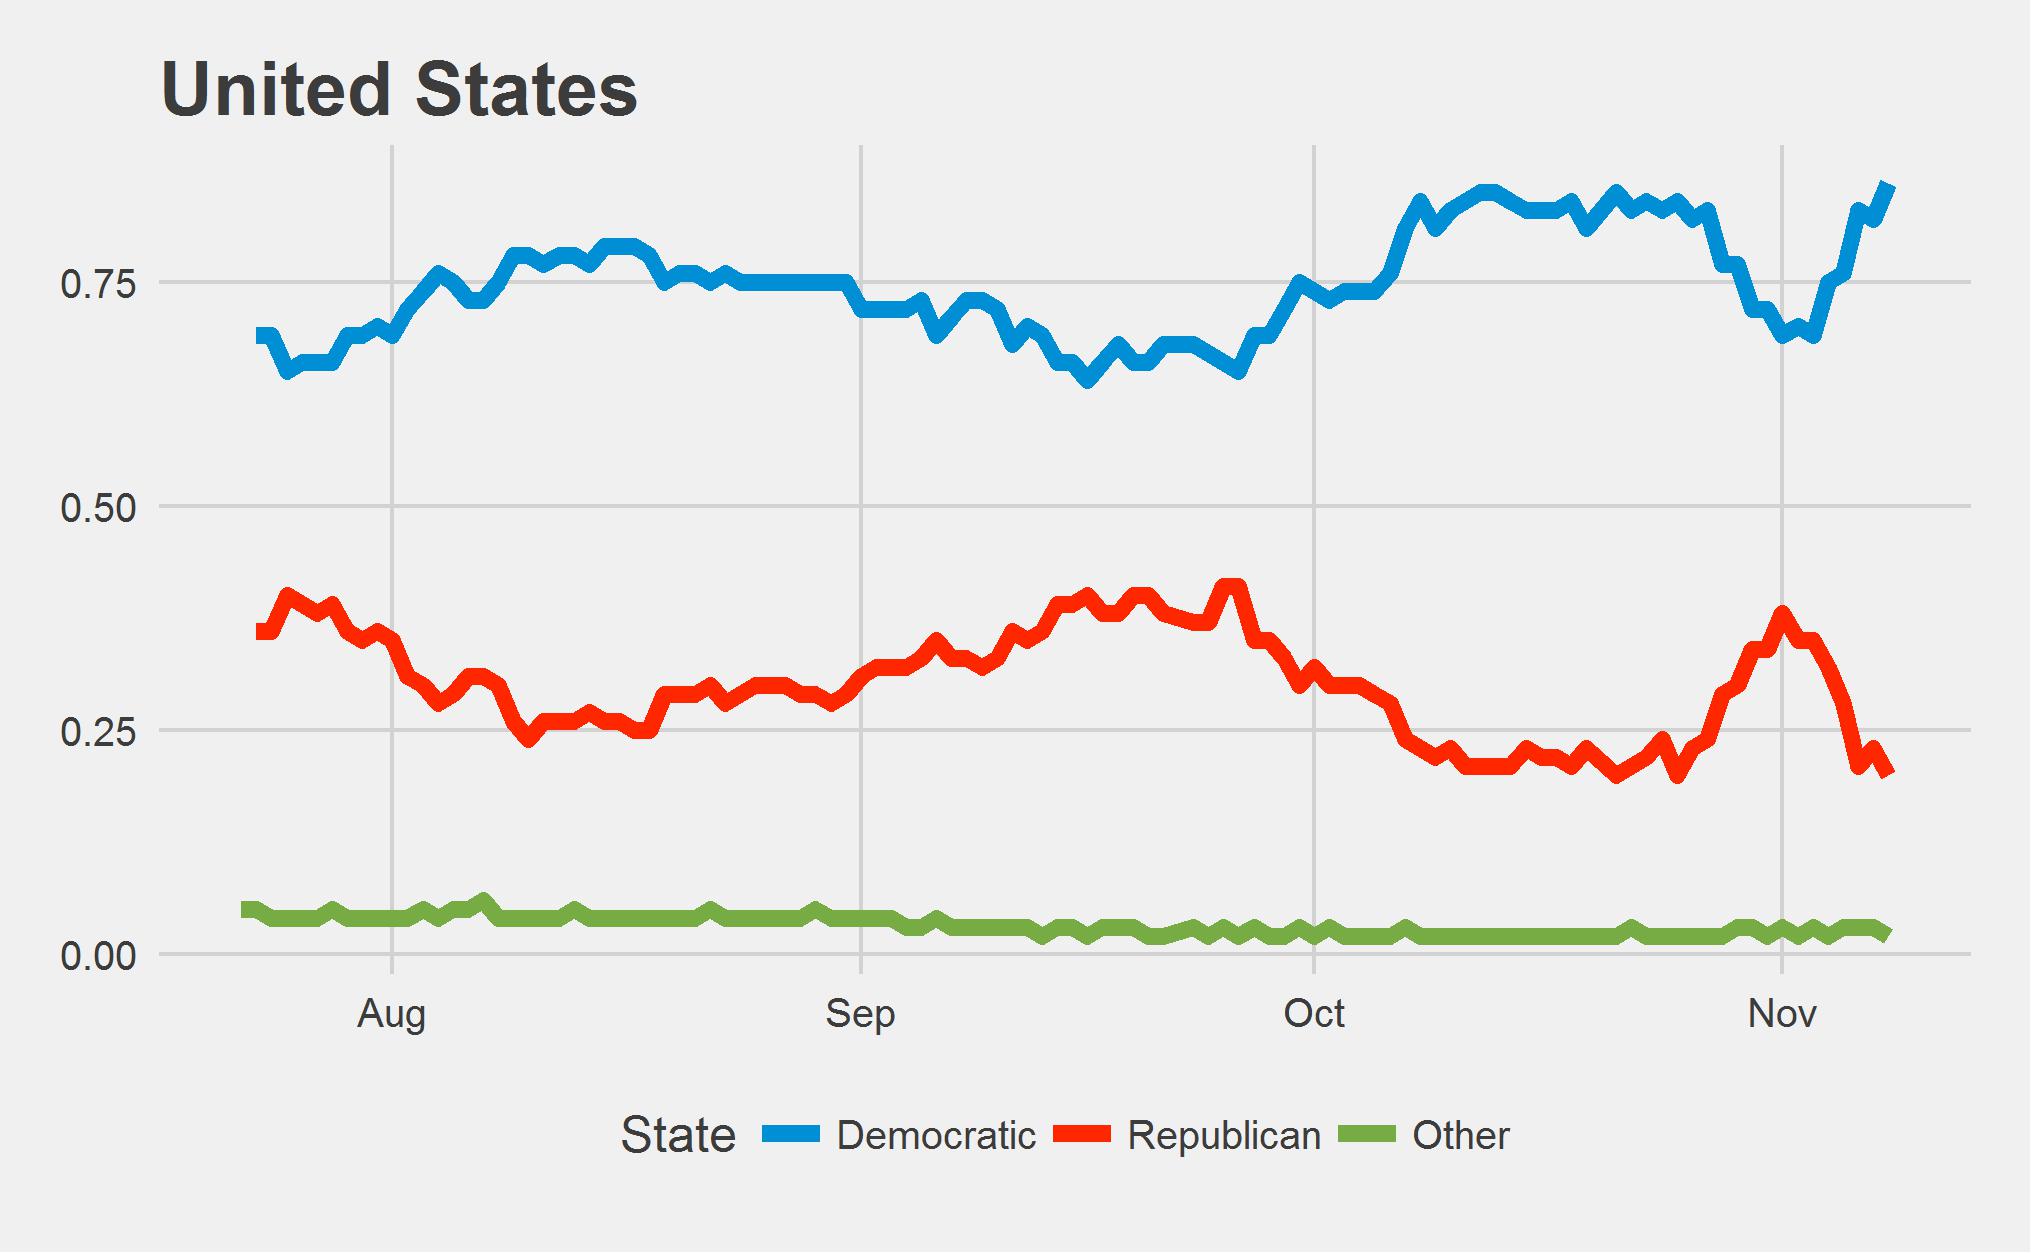 United States
0.75
0.50
0.25
0.00
Aug Sep Oct Nov
State Democratic Republican Other